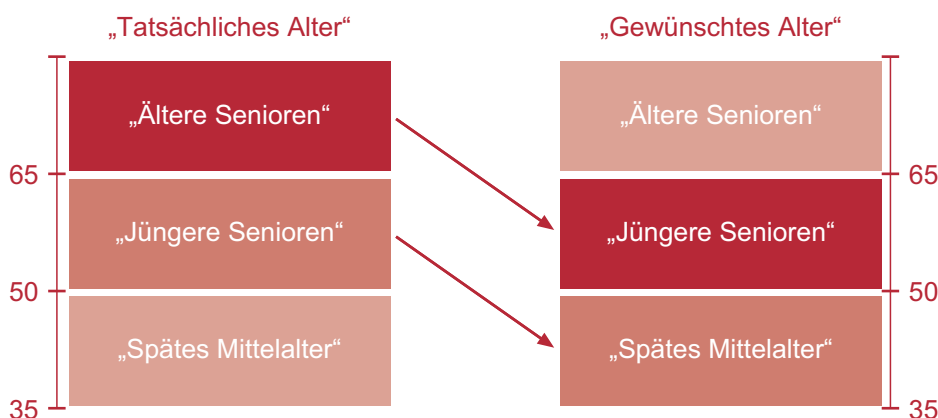 „Tatsächliches Alter“
„Gewünschtes Alter“
„Ältere Senioren“
„Ältere Senioren“
65
65
„Jüngere Senioren“
„Jüngere Senioren“
50
50
„Spätes Mittelalter“
„Spätes Mittelalter“
35
35